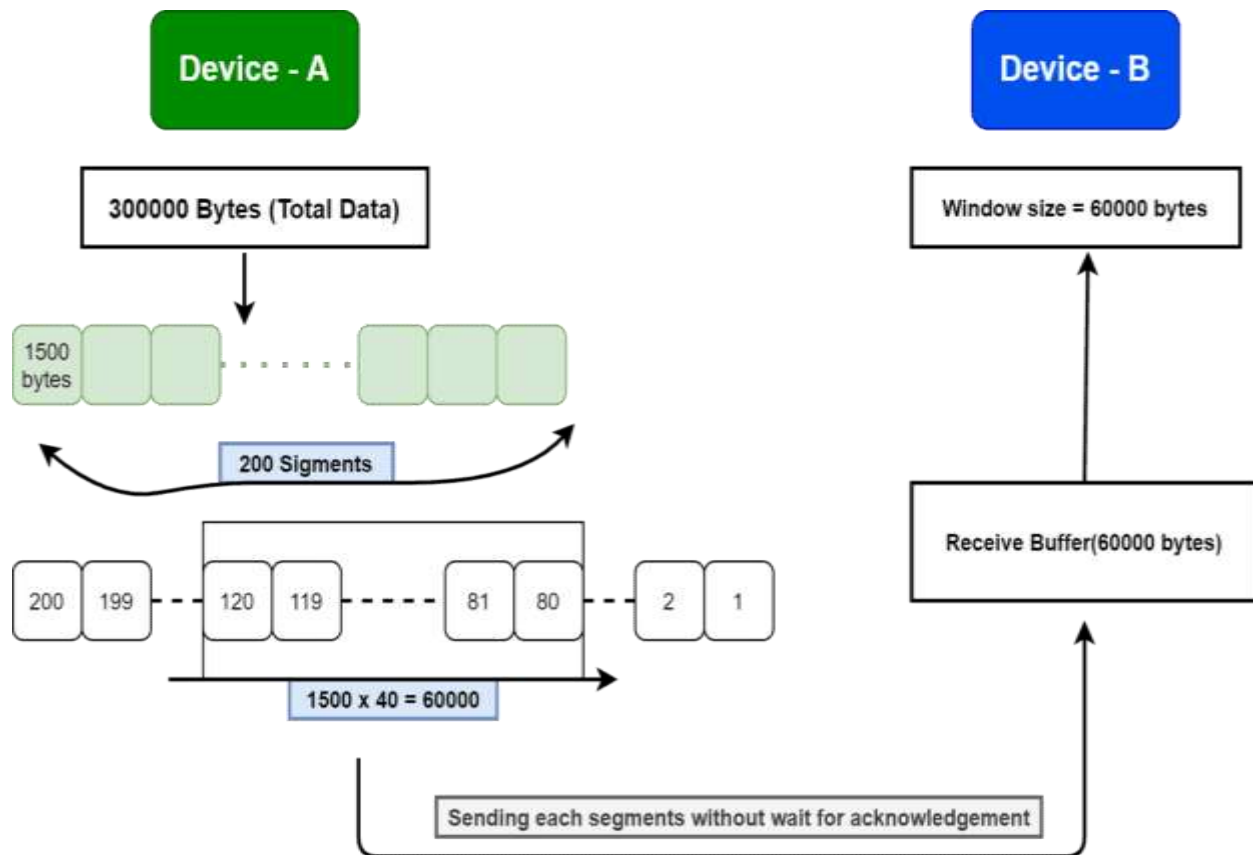 Device - A
Device - B
300000 Bytes (Total Data)
Window size = 60000 bytes
1500
bytes
200 Sigments
Receive Buffer(60000 bytes)
200 199 120 119 81 80 2 1
1500 x 40 = 60000
Sending each segments without wait for acknowledgement